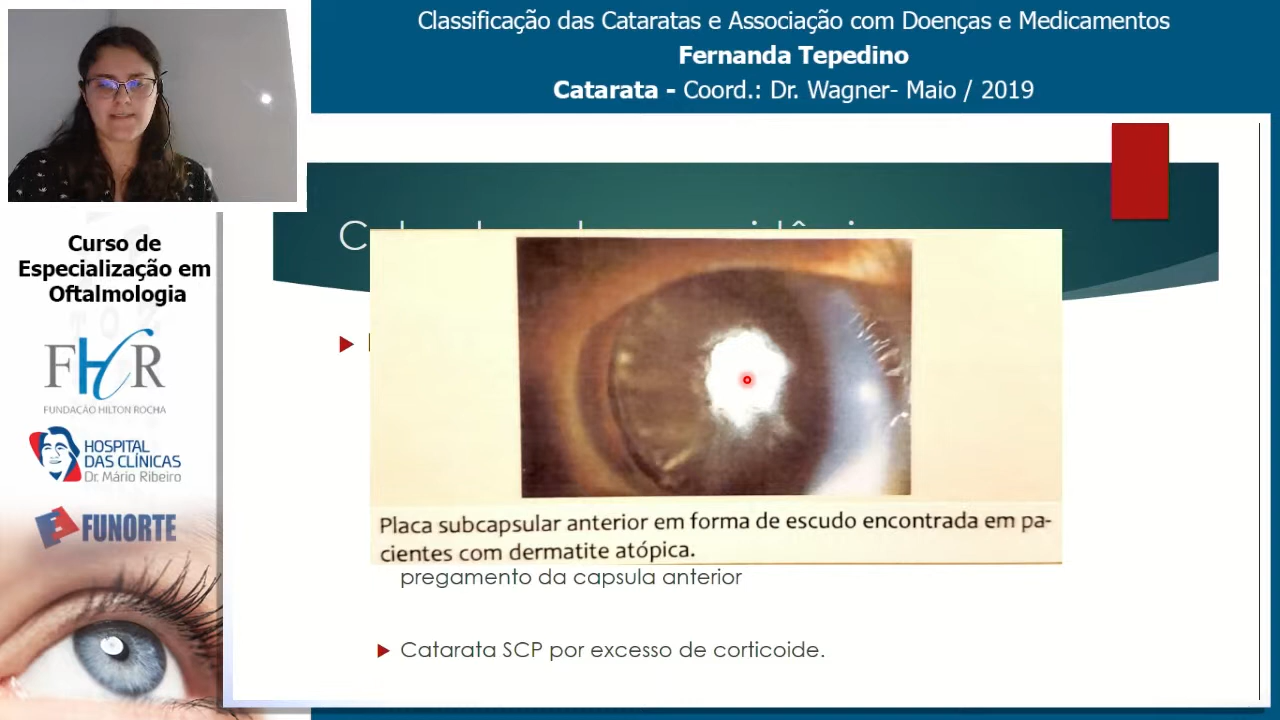 Classificação das Cataratas e Associação com Doenças e Medicamentos
Fernanda Tepedino
Catarata - Coord.: Dr. Wagner- Maio / 2019
Curso de
Especialização em
Oftalmologia
FHR
FUNDAÇÃO HILTON ROCHA
HOSPITAL
DAS CLÍNICAS
Dr. Mário Ribeiro
FUNORTE
Placa subcapsular anterior em forma de escudo encontrada em pa-
cientes com dermatite atópica.
pregamento da capsula anterior
Catarata SCP por excesso de corticoide.